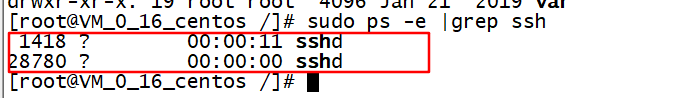 drwxr-xr-x. 19 root root 4096 Jan 21 2019 var
[root@VM_0_16_centos /]# sudo ps -e |grep ssh
1418 ? 00:00:11 sshd
28780 ? 00:00:00 sshd
[root@VM_0_16_centos /]#